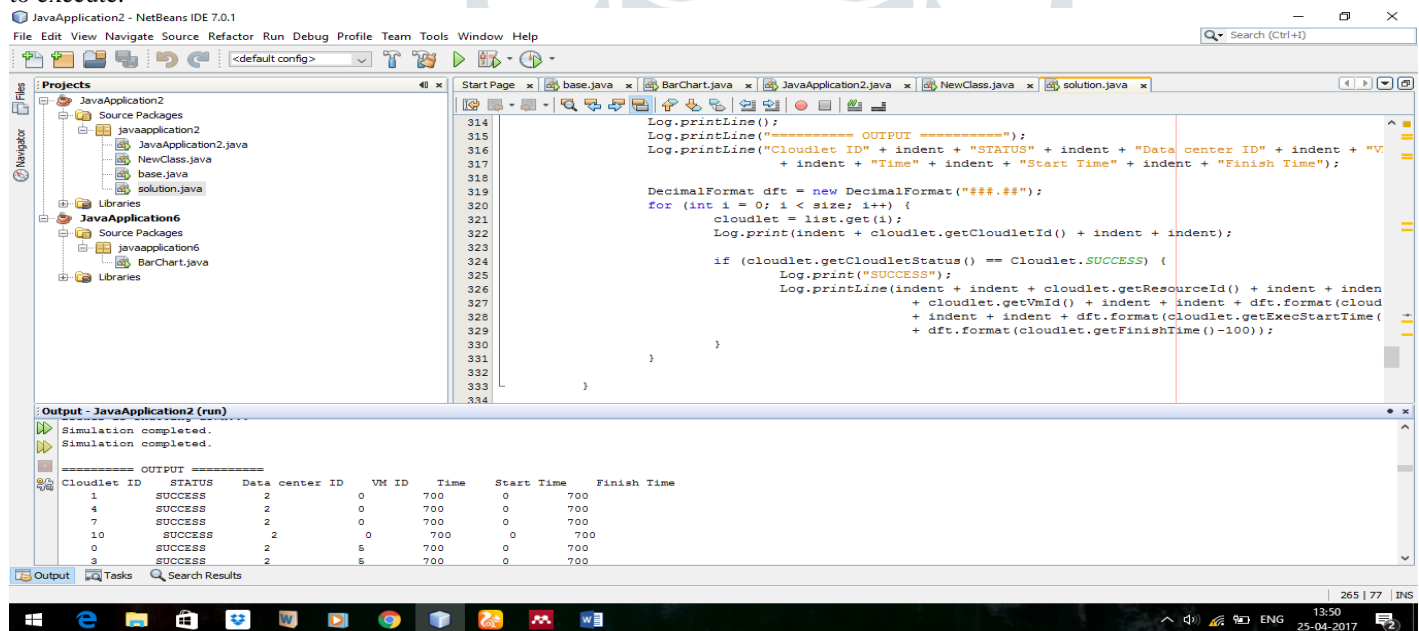 to execute.
JavaApplication2 - NetBeans IDE 7.0.1
File Edit View Navigate Source Refactor Run Debug Profile Team Tools Window Help
Search (Ctrl+I)
<default config>
Files
Navigator
Projects
JavaApplication2
Source Packages
javaapplication2
JavaApplication2.java
NewClass.java
base.java
solution.java
Libraries
JavaApplication6
Source Packages
javaapplication6
BarChart.java
Libraries
Start Page base.java BarChart.java JavaApplication2.java NewClass.java solution.java
314 Log.printLine();
315 Log.printLine("========== OUTPUT ==========");
316 Log.printLine("Cloudlet ID" + indent + "STATUS" + indent + "Data center ID" + indent + "V
317 + indent + "Time" + indent + "Start Time" + indent + "Finish Time");
318
319 DecimalFormat dft = new DecimalFormat("###.##");
320 for (int i = 0; i < size; i++) {
321 cloudlet = list.get(i);
322 Log.print(indent + cloudlet.getCloudletId() + indent + indent);
323
324 if (cloudlet.getCloudletStatus() == Cloudlet.SUCCESS) {
325 Log.print("SUCCESS");
326 Log.printLine(indent + indent + cloudlet.getResourceId() + indent + inden
327 + cloudlet.getVmId() + indent + indent + dft.format(cloud
328 + indent + indent + dft.format(cloudlet.getExecStartTime(
329 + dft.format(cloudlet.getFinishTime()-100));
330 }
331 }
332
333 }
334
Output - JavaApplication2 (run)
Simulation completed.
Simulation completed.
========== OUTPUT ==========
Cloudlet ID STATUS Data center ID VM ID Time Start Time Finish Time
1 SUCCESS 2 0 700 0 700
4 SUCCESS 2 0 700 0 700
7 SUCCESS 2 0 700 0 700
10 SUCCESS 2 0 700 0 700
0 SUCCESS 2 5 700 0 700
3 SUCCESS 2 5 700 0 700
Output Tasks Search Results
265 | 77 INS
ENG 13:50
25-04-2017